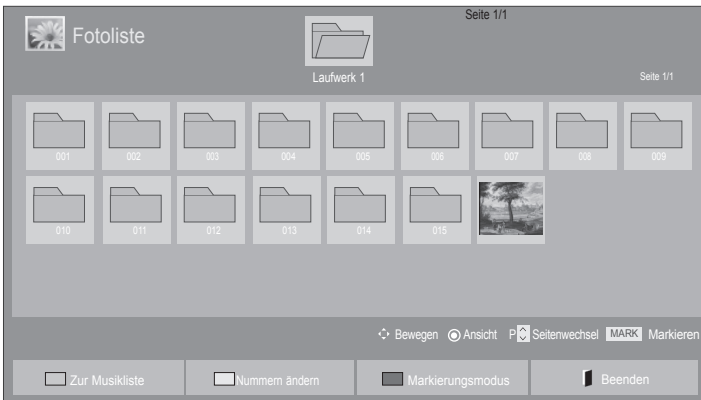 Seite 1/1
Fotoliste
Laufwerk 1
Seite 1/1
001 002 003 004 005 006 007 008 009
010 011 012 013 014 015
Bewegen Ansicht P Seitenwechsel MARK Markieren
Zur Musikliste Nummern ändern Markierungsmodus Beenden